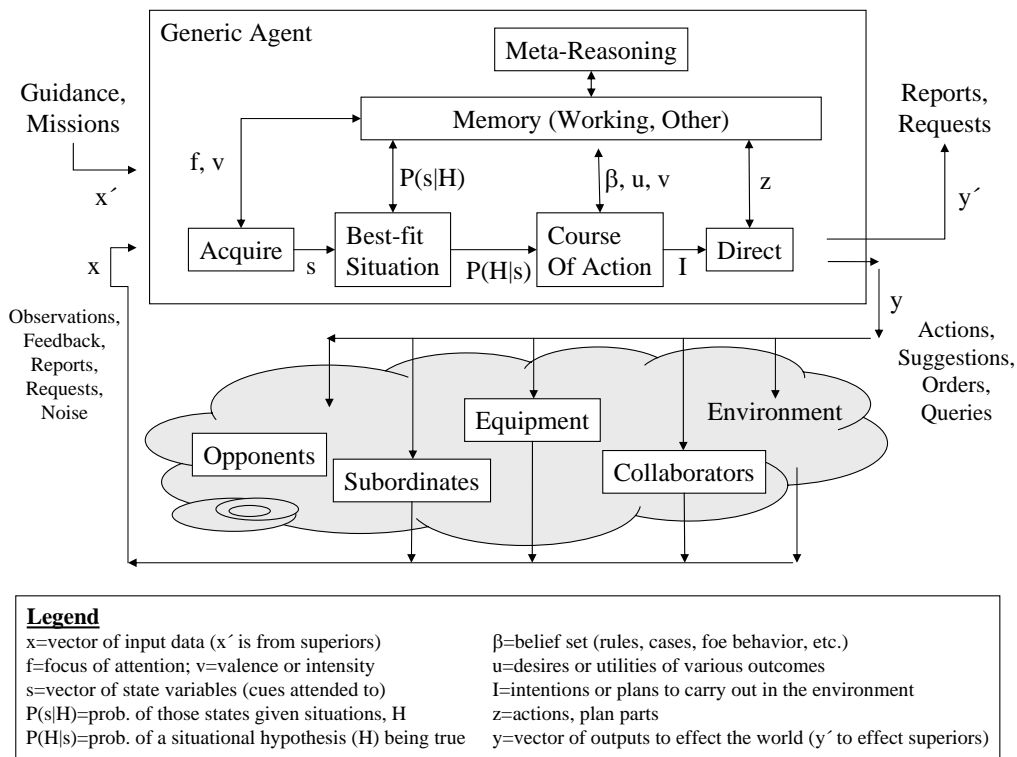 Generic Agent
Meta-Reasoning
Guidance,
Missions
Memory (Working, Other)
Reports,
Requests
f, v
P(s|H)
β, u, v
z
x´
y´
Acquire
s
Best-fit
Situation
P(H|s)
Course
Of Action
I
Direct
x
y
Observations,
Feedback,
Reports,
Requests,
Noise
Actions,
Suggestions,
Orders,
Queries
Opponents
Subordinates
Equipment
Collaborators
Environment
Legend
x=vector of input data (x´ is from superiors)
f=focus of attention; v=valence or intensity
s=vector of state variables (cues attended to)
P(s|H)=prob. of those states given situations, H
P(H|s)=prob. of a situational hypothesis (H) being true
β=belief set (rules, cases, foe behavior, etc.)
u=desires or utilities of various outcomes
I=intentions or plans to carry out in the environment
z=actions, plan parts
y=vector of outputs to effect the world (y´ to effect superiors)